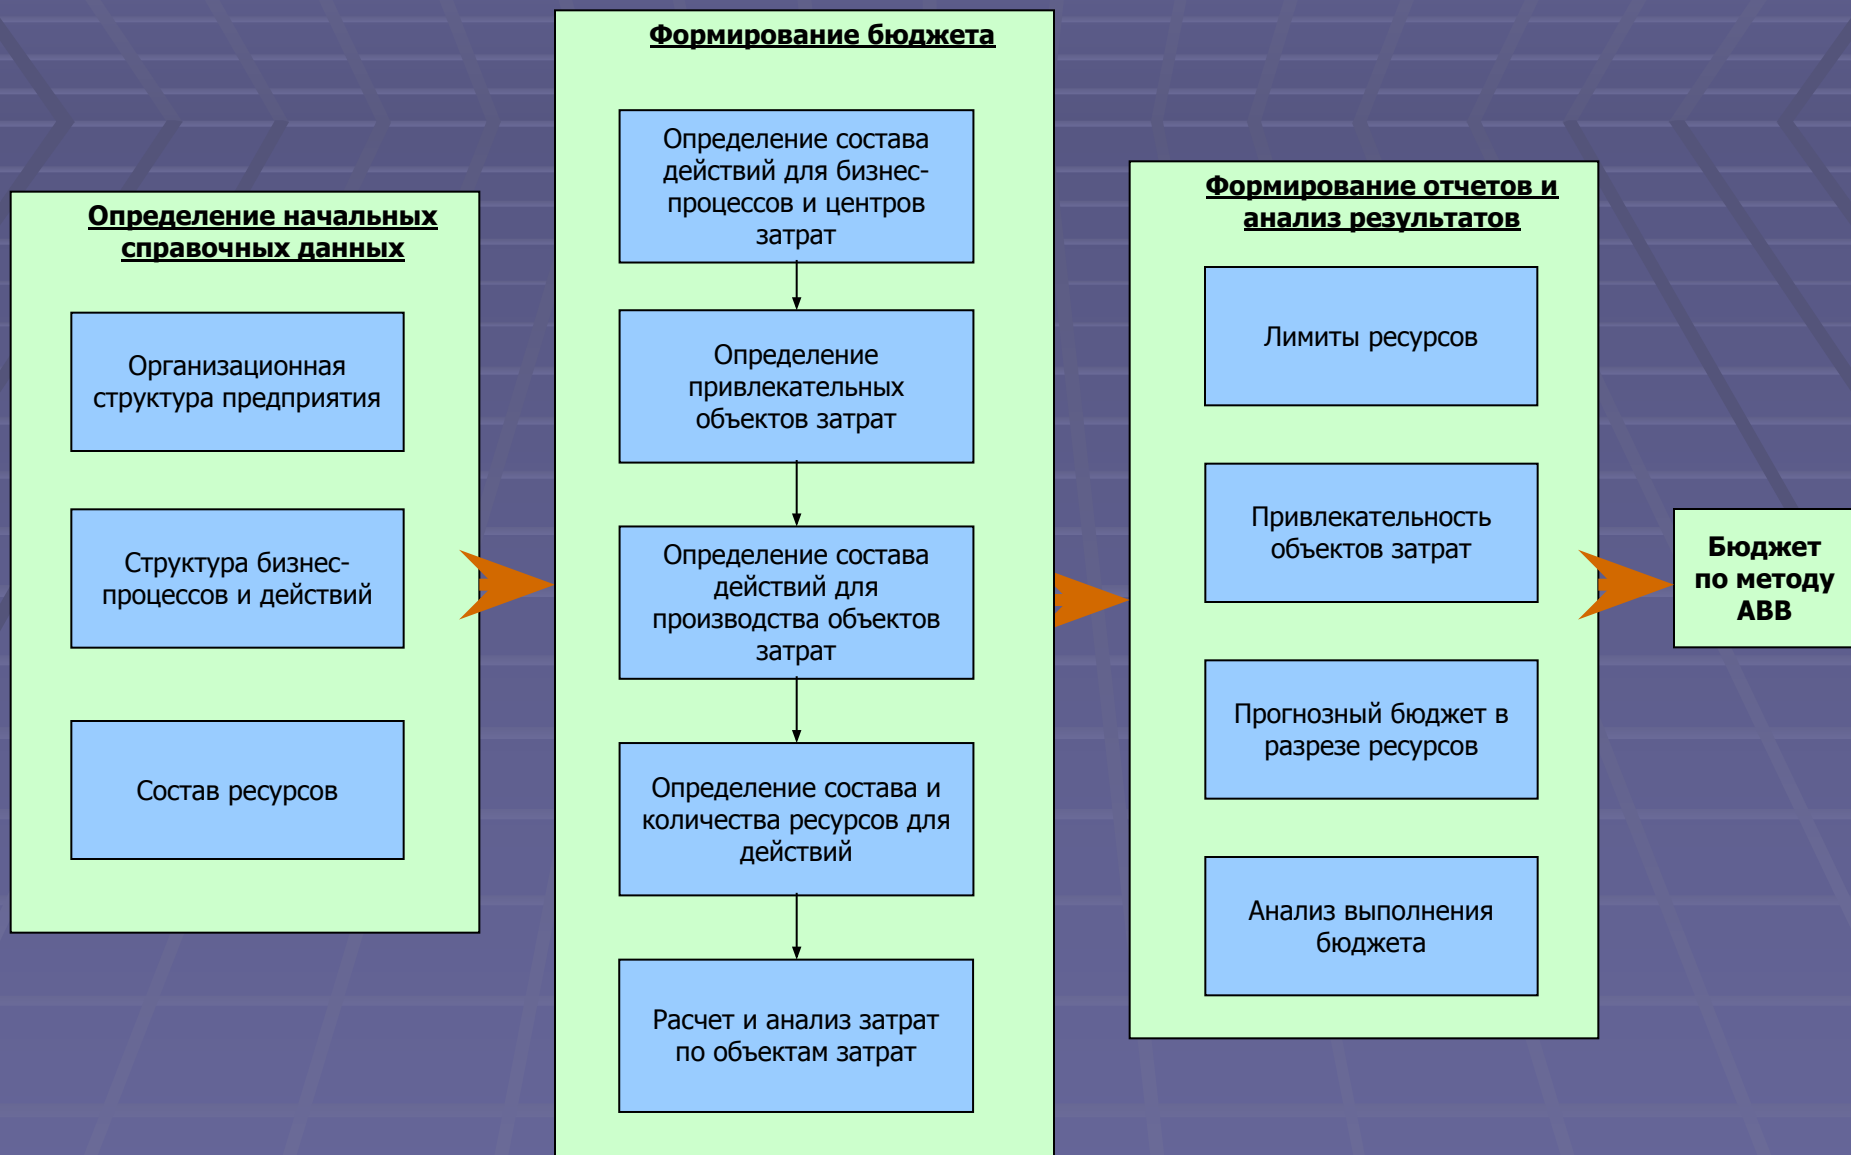 Определение начальных
справочных данных
Организационная
структура предприятия
Структура бизнес-
процессов и действий
Состав ресурсов
Формирование бюджета
Определение состава
действий для бизнес-
процессов и центров
затрат
Определение
привлекательных
объектов затрат
Определение состава
действий для
производства объектов
затрат
Определение состава и
количества ресурсов для
действий
Расчет и анализ затрат
по объектам затрат
Формирование отчетов и
анализ результатов
Лимиты ресурсов
Привлекательность
объектов затрат
Прогнозный бюджет в
разрезе ресурсов
Анализ выполнения
бюджета
Бюджет
по методу
АВВ